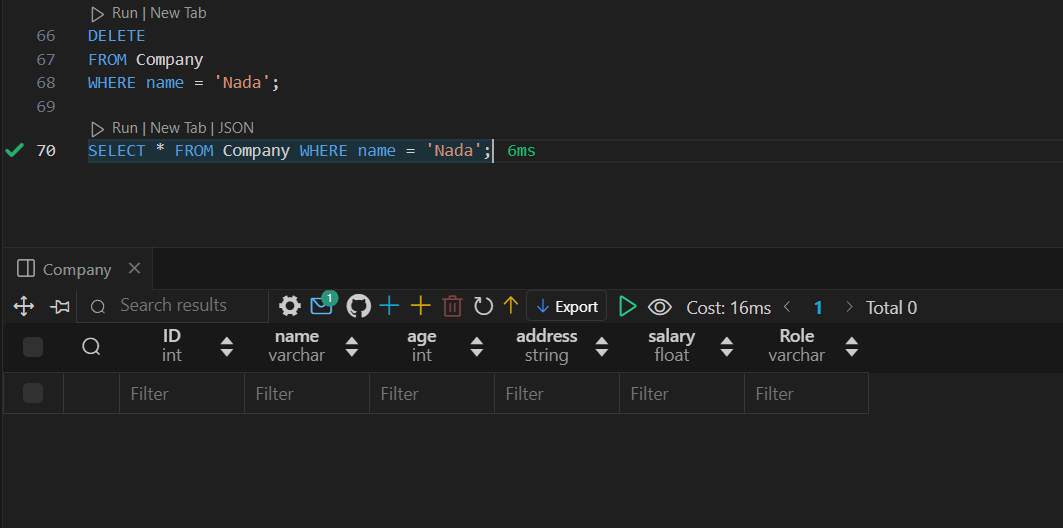 Run | New Tab
66 DELETE
67 FROM Company
68 WHERE name = 'Nada';
69
Run | New Tab | JSON
70 SELECT * FROM Company WHERE name = 'Nada'; 6ms
Company
Search results 1 Export Cost: 16ms 1 Total 0
ID name age address salary Role
int varchar int string float varchar
Filter Filter Filter Filter Filter Filter